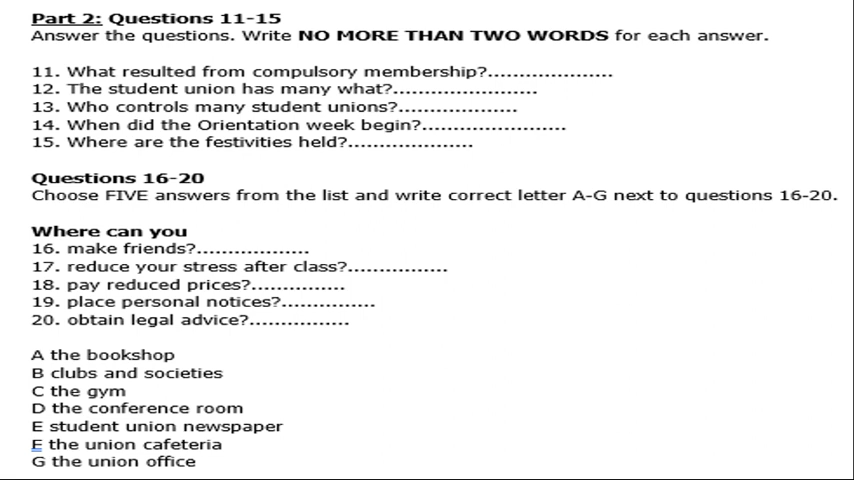 Part 2: Questions 11-15
Answer the questions. Write NO MORE THAN TWO WORDS for each answer.
11. What resulted from compulsory membership?....................
12. The student union has many what?.......................
13. Who controls many student unions?...................
14. When did the Orientation week begin?.......................
15. Where are the festivities held?....................
Questions 16-20
Choose FIVE answers from the list and write correct letter A-G next to questions 16-20.
Where can you
16. make friends?..................
17. reduce your stress after class?................
18. pay reduced prices?...............
19. place personal notices?...............
20. obtain legal advice?................
A the bookshop
B clubs and societies
C the gym
D the conference room
E student union newspaper
F the union cafeteria
G the union office